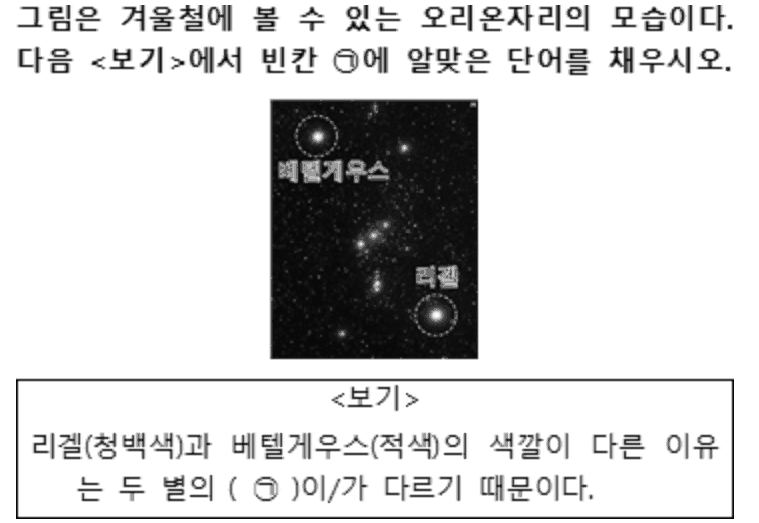 그림은 겨울철에 볼 수 있는 오리온자리의 모습이다.
다음 <보기>에서 빈칸 ㉠에 알맞은 단어를 채우시오.
베텔게우스
리겔
<보기>
리겔(청백색)과 베텔게우스(적색)의 색깔이 다른 이유
는 두 별의 ( ㉠ )이/가 다르기 때문이다.